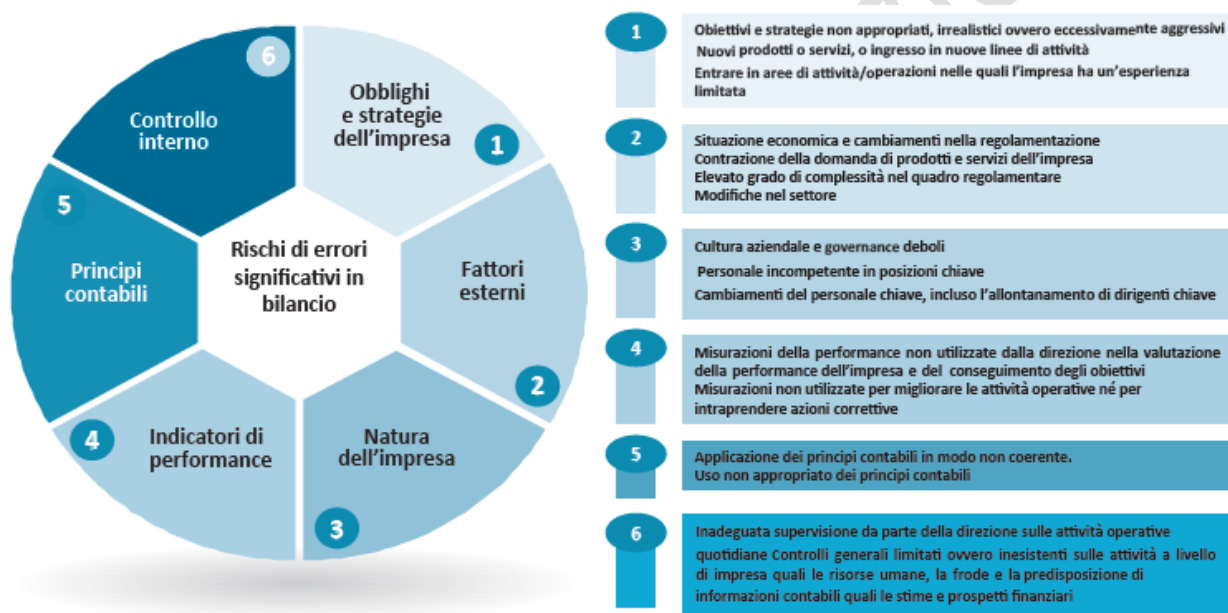 6
Controllo
interno
Obblighi
e strategie
dell'impresa
1
5
Principi
contabili
Rischi di errori
significativi in
bilancio
Fattori
esterni
2
4
Indicatori di
performance
Natura
dell'impresa
3
1
Obiettivi e strategie non appropriati, irrealistici ovvero eccessivamente aggressivi
Nuovi prodotti o servizi, o ingresso in nuove linee di attività
Entrare in aree di attività/operazioni nelle quali l'impresa ha un'esperienza
limitata
2
Situazione economica e cambiamenti nella regolamentazione
Contrazione della domanda di prodotti e servizi dell'impresa
Elevato grado di complessità nel quadro regolamentare
Modifiche nel settore
3
Cultura aziendale e governance deboli
Personale incompetente in posizioni chiave
Cambiamenti del personale chiave, incluso l'allontanamento di dirigenti chiave
4
Misurazioni della performance non utilizzate dalla direzione nella valutazione
della performance dell'impresa e del conseguimento degli obiettivi
Misurazioni non utilizzate per migliorare le attività operative né per
intraprendere azioni correttive
5
Applicazione dei principi contabili in modo non coerente.
Uso non appropriato dei principi contabili
6
Inadeguata supervisione da parte della direzione sulle attività operative
quotidiane Controlli generali limitati ovvero inesistenti sulle attività a livello
di impresa quali le risorse umane, la frode e la predisposizione di
informazioni contabili quali le stime e prospetti finanziari